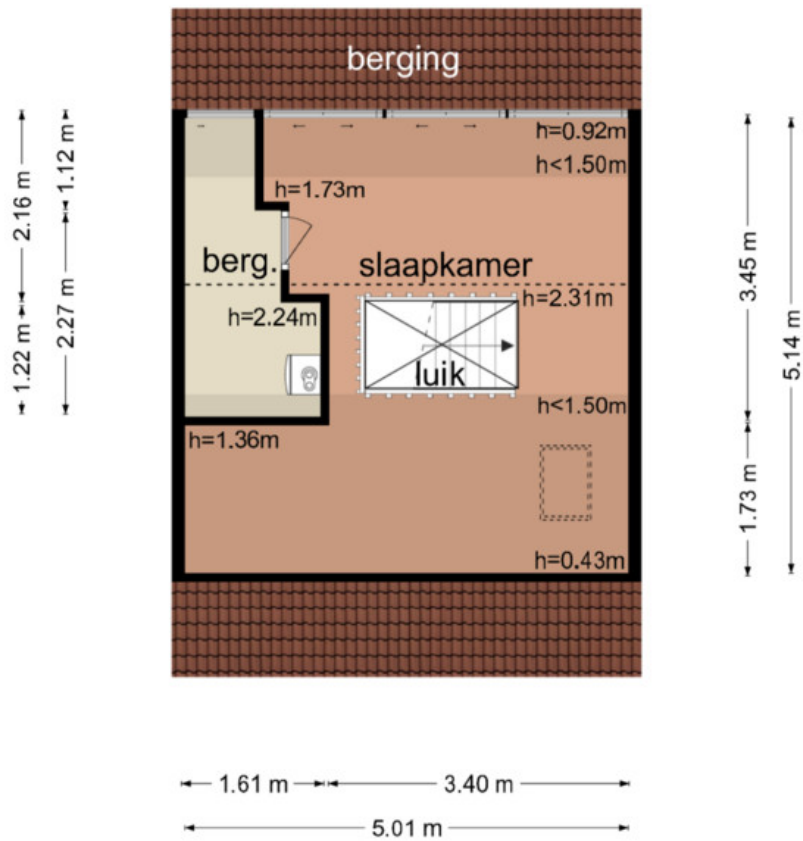 berging
h=0.92m
h<1.50m
h=1.73m
berg.
slaapkamer
h=2.31m
h=2.24m
luik
h<1.50m
h=1.36m
h=0.43m
2.16 m
1.12 m
1.22 m
2.27 m
3.45 m
5.14 m
1.73 m
1.61 m
3.40 m
5.01 m